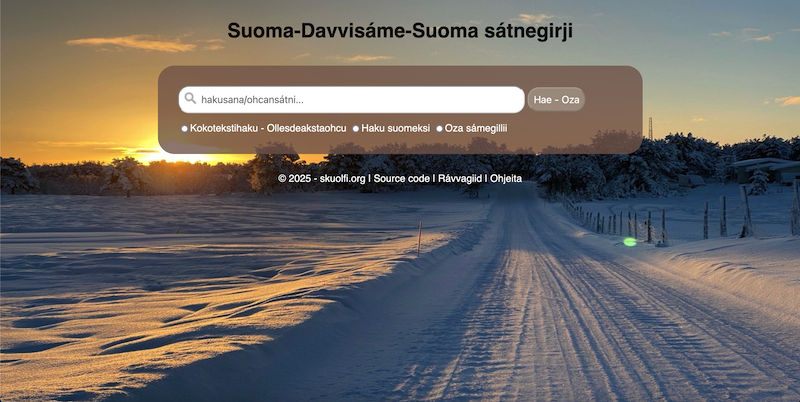 Suoma-Davvisáme-Suoma sátnegirji
hakusana/ohcansátni...
Hae - Oza
Kokotekstihaku - Ollesdeakstaohcu Haku suomeksi Oza sámegillii
© 2025 - skuolfi.org | Source code | Rávvagiid | Ohjeita